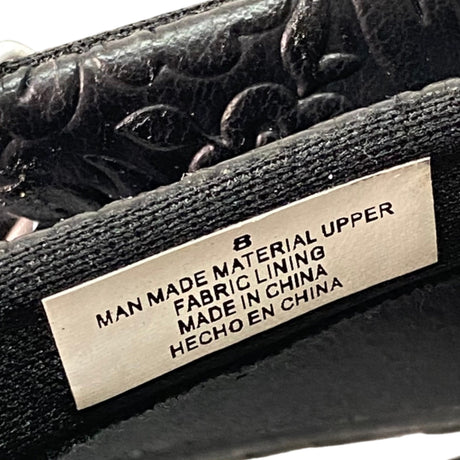 8
MAN MADE MATERIAL UPPER
FABRIC LINING
MADE IN CHINA
HECHO EN CHINA